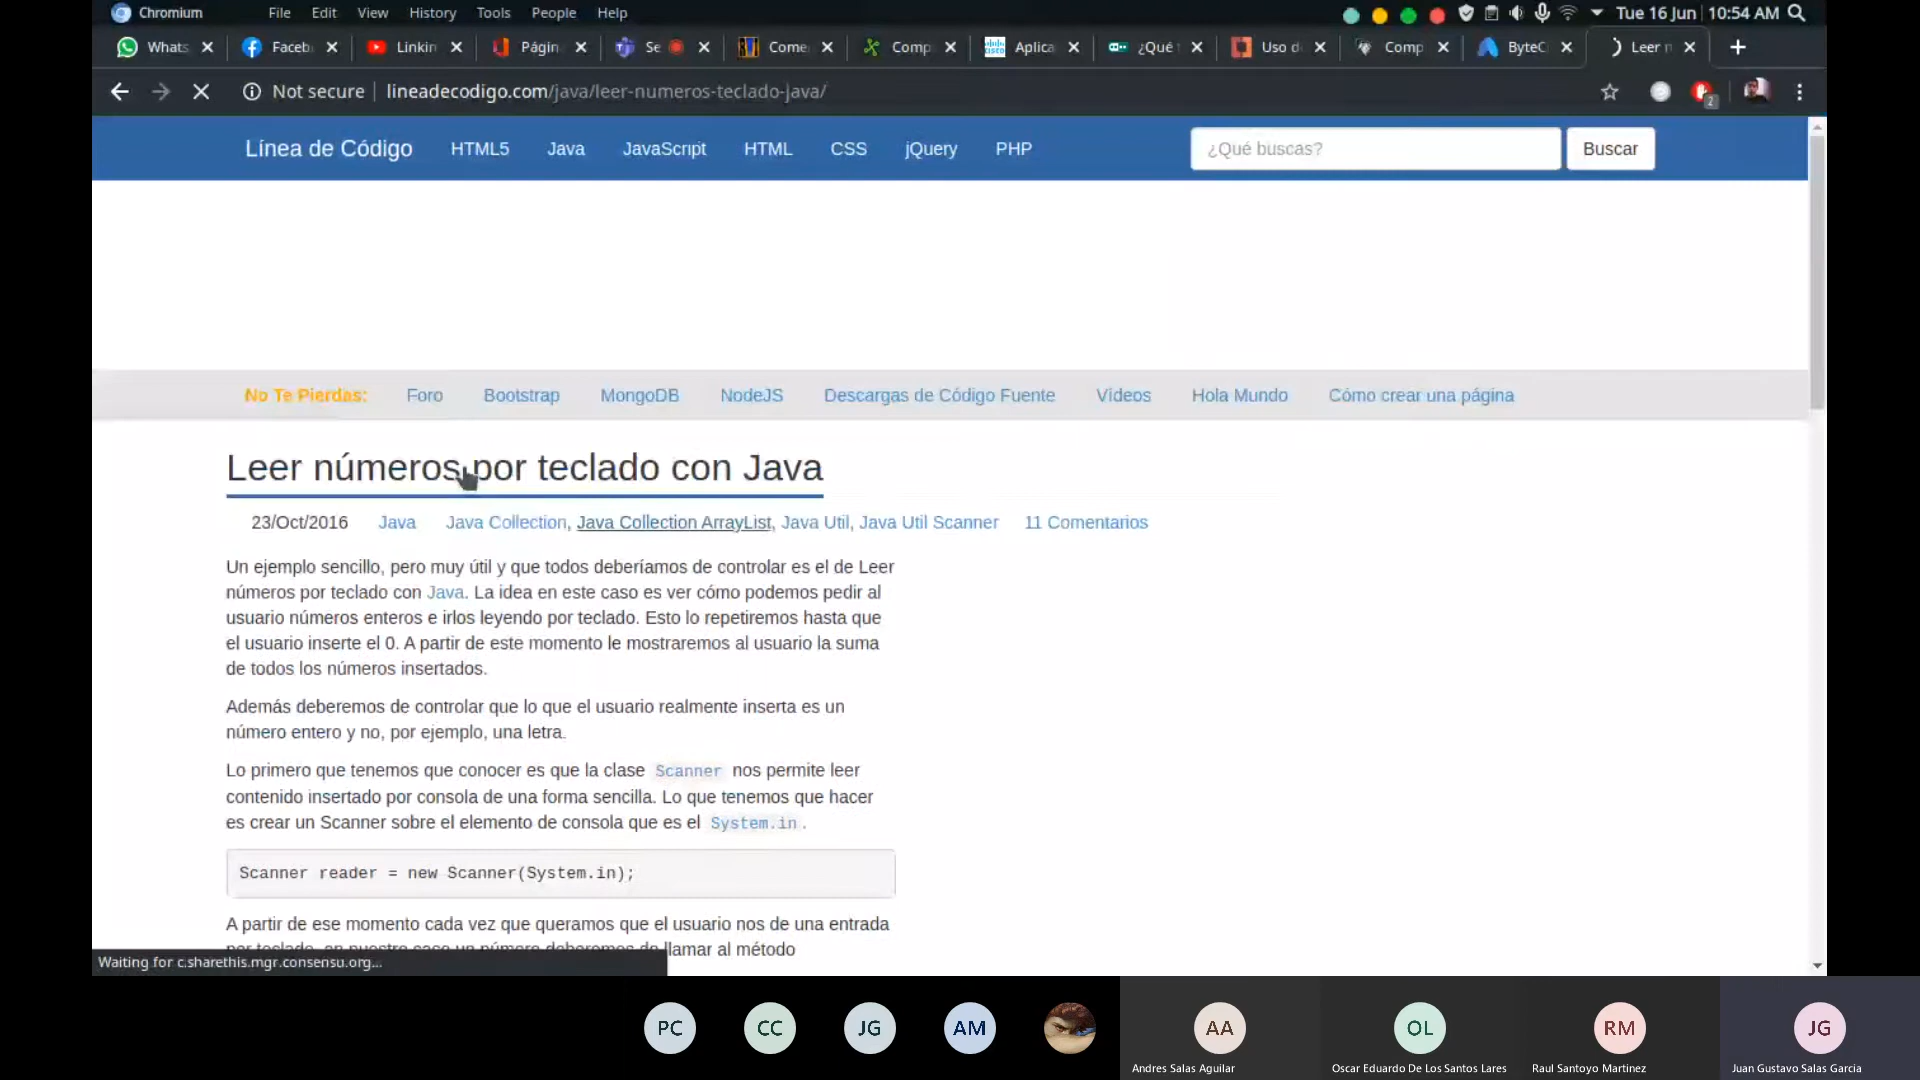 Chromium File Edit View History Tools People Help Tue 16 Jun 10:54 AM
Whats Faceb Linkin Págin Se Come Comp Aplica ¿Qué Uso d Comp ByteC Leer n
Not secure lineadecodigo.com/java/leer-numeros-teclado-java/ 2
Línea de Código HTML5 Java JavaScript HTML CSS jQuery PHP ¿Qué buscas? Buscar
No Te Pierdas: Foro Bootstrap MongoDB NodeJS Descargas de Código Fuente Vídeos Hola Mundo Cómo crear una página
Leer números por teclado con Java
23/Oct/2016 Java Java Collection, Java Collection ArrayList, Java Util, Java Util Scanner 11 Comentarios
Un ejemplo sencillo, pero muy útil y que todos deberíamos de controlar es el de Leer
números por teclado con Java. La idea en este caso es ver cómo podemos pedir al
usuario números enteros e irlos leyendo por teclado. Esto lo repetiremos hasta que
el usuario inserte el 0. A partir de este momento le mostraremos al usuario la suma
de todos los números insertados.
Además deberemos de controlar que lo que el usuario realmente inserta es un
número entero y no, por ejemplo, una letra.
Lo primero que tenemos que conocer es que la clase Scanner nos permite leer
contenido insertado por consola de una forma sencilla. Lo que tenemos que hacer
es crear un Scanner sobre el elemento de consola que es el System.in.
Scanner reader = new Scanner(System.in);
A partir de ese momento cada vez que queramos que el usuario nos de una entrada
por teclado, en nuestro caso un número deberemos de llamar al método
Waiting for c.sharethis.mgr.consensu.org...
PC CC JG AM AA OL RM JG
Andres Salas Aguilar Oscar Eduardo De Los Santos Lares Raul Santoyo Martinez Juan Gustavo Salas Garcia